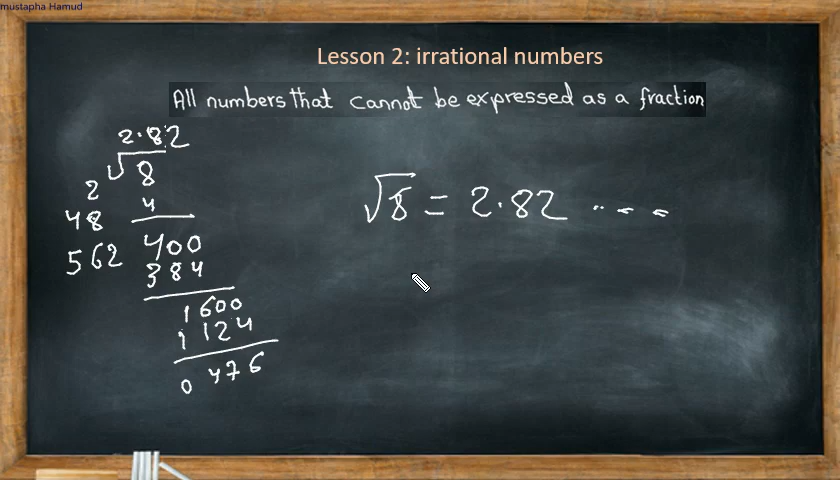 mustapha Hamud
Lesson 2: irrational numbers
All numbers that cannot be expressed as a fraction
2.82
√8
2
4
48
400
562
384
1600
1124
0476
√8 = 2.82 ....